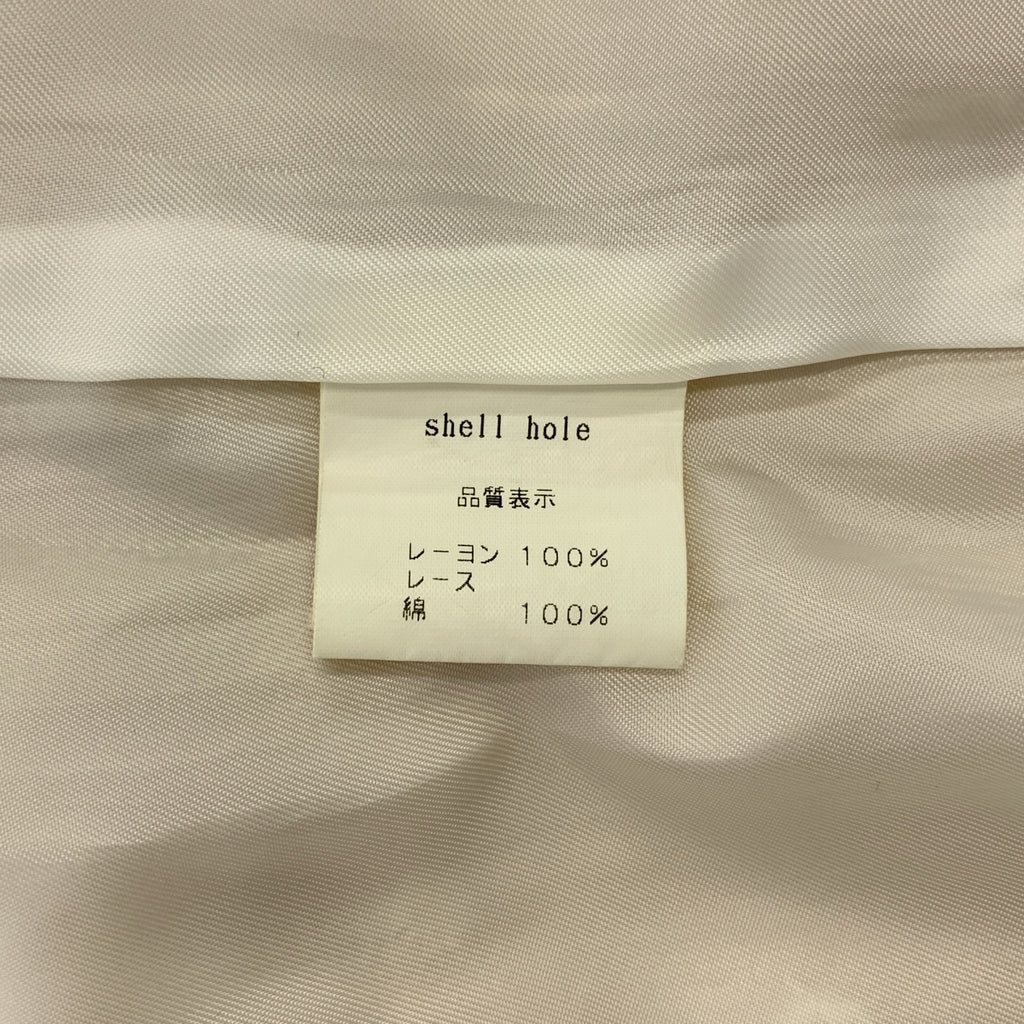 shell hole
品質表示
レーヨン 100%
レース
綿 100%